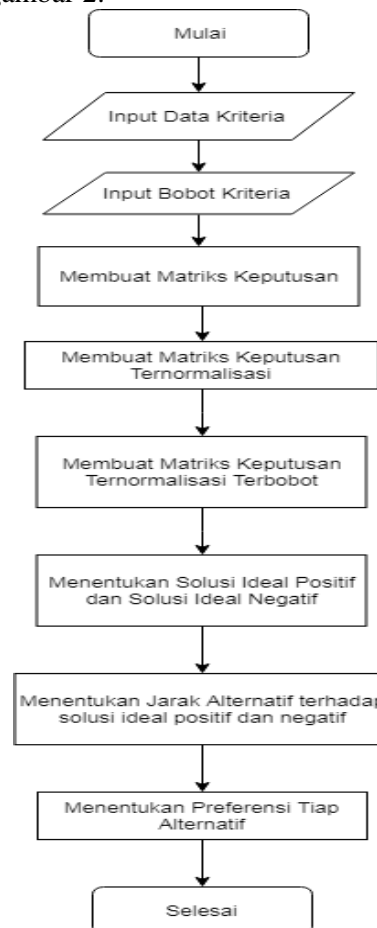 gambar 2.
Mulai
Input Data Kriteria
Input Bobot Kriteria
Membuat Matriks Keputusan
Membuat Matriks Keputusan
Ternormalisasi
Membuat Matriks Keputusan
Ternormalisasi Terbobot
Menentukan Solusi Ideal Positif
dan Solusi Ideal Negatif
Menentukan Jarak Alternatif terhadap
solusi ideal positif dan negatif
Menentukan Preferensi Tiap
Alternatif
Selesai